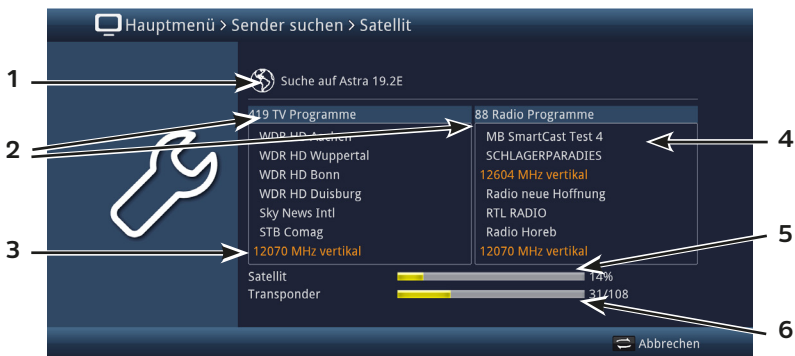 Hauptmenü > Sender suchen > Satellit
1
Suche auf Astra 19.2E
2
419 TV Programme
WDR HD Aachen
WDR HD Wuppertal
WDR HD Bonn
WDR HD Duisburg
Sky News Intl
STB Comag
3
12070 MHz vertikal
88 Radio Programme
MB SmartCast Test 4
4
SCHLAGERPARADIES
12604 MHz vertikal
Radio neue Hoffnung
RTL RADIO
Radio Horeb
12070 MHz vertikal
5
Satellit 14%
Transponder 31/108
6
Abbrechen